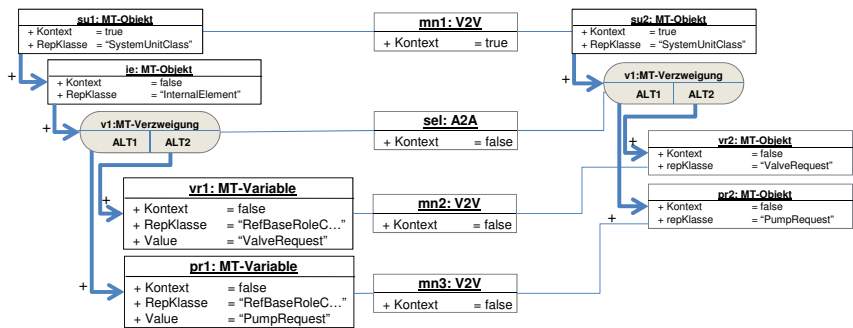 su1: MT-Objekt
+ Kontext = true
+ RepKlasse = “SystemUnitClass”
mn1: V2V
+ Kontext = true
su2: MT-Objekt
+ Kontext = true
+ RepKlasse = “SystemUnitClass”
+
ie: MT-Objekt
+ Kontext = false
+ RepKlasse = “InternalElement”
+
v1:MT-Verzweigung
ALT1 ALT2
+
v1:MT-Verzweigung
ALT1 ALT2
sel: A2A
+ Kontext = false
+
vr2: MT-Objekt
+ Kontext = false
+ repKlasse = “ValveRequest”
+
vr1: MT-Variable
+ Kontext = false
+ RepKlasse = “RefBaseRoleC…”
+ Value = “ValveRequest”
mn2: V2V
+ Kontext = false
+
pr2: MT-Objekt
+ Kontext = false
+ repKlasse = “PumpRequest”
+
pr1: MT-Variable
+ Kontext = false
+ RepKlasse = “RefBaseRoleC…”
+ Value = “PumpRequest”
mn3: V2V
+ Kontext = false